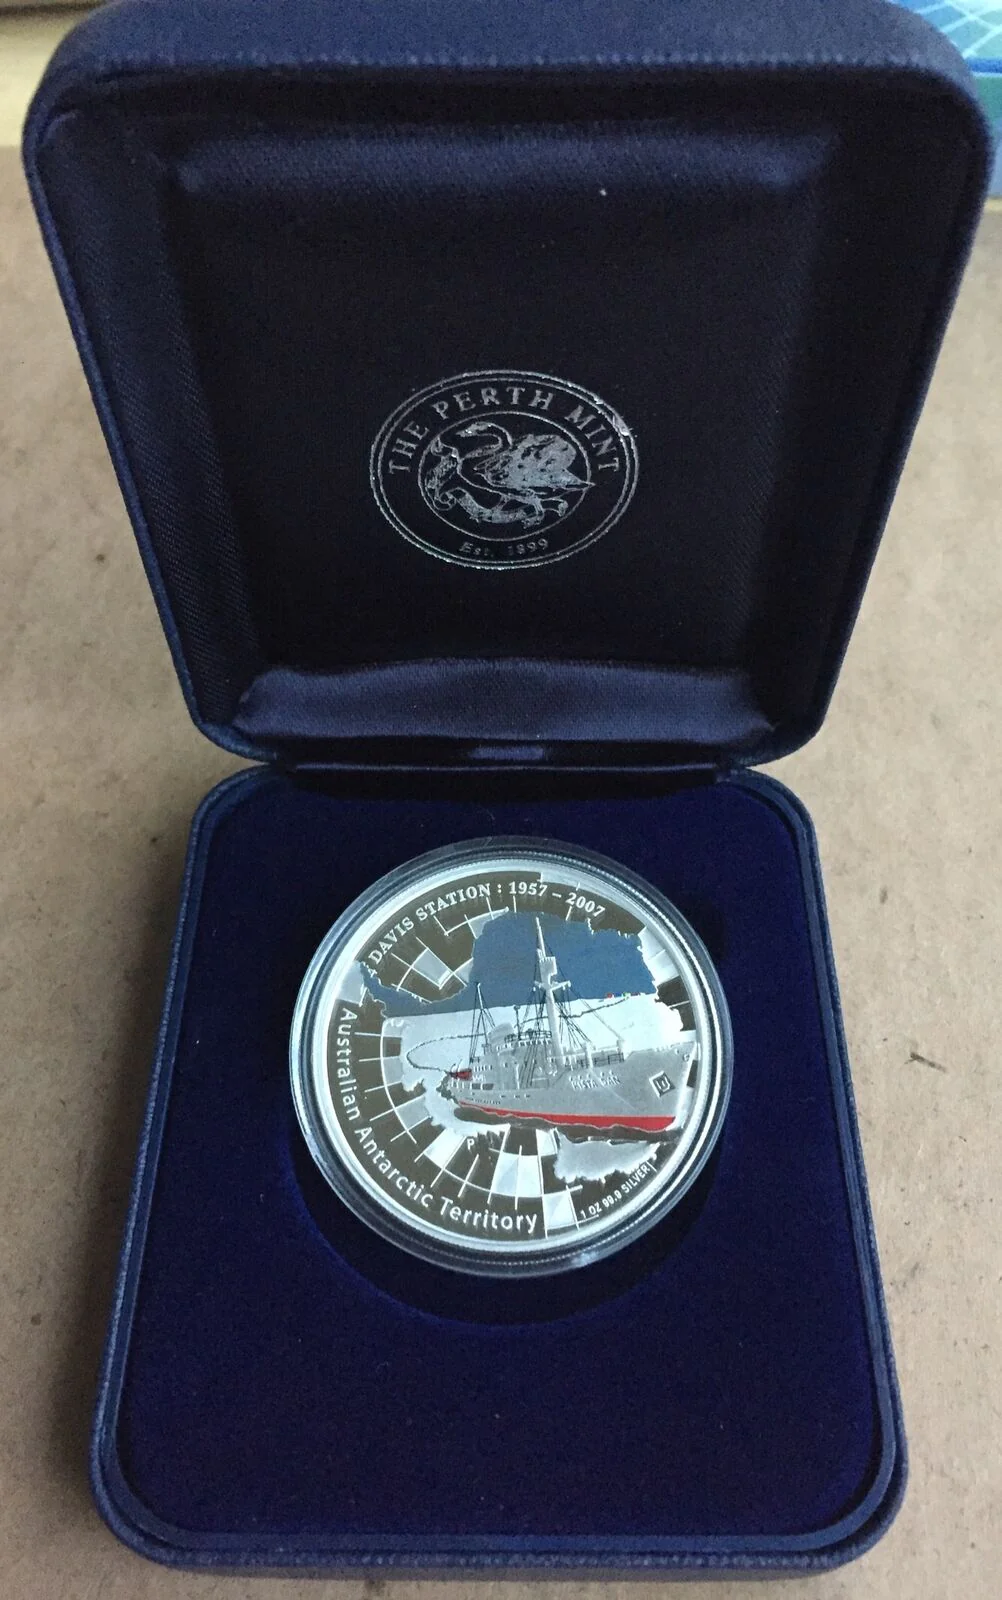 THE PERTH MINT
Est. 1899
DAVIS STATION : 1957 – 2007
Australian Antarctic Territory
P
1 OZ 99.9 SILVER